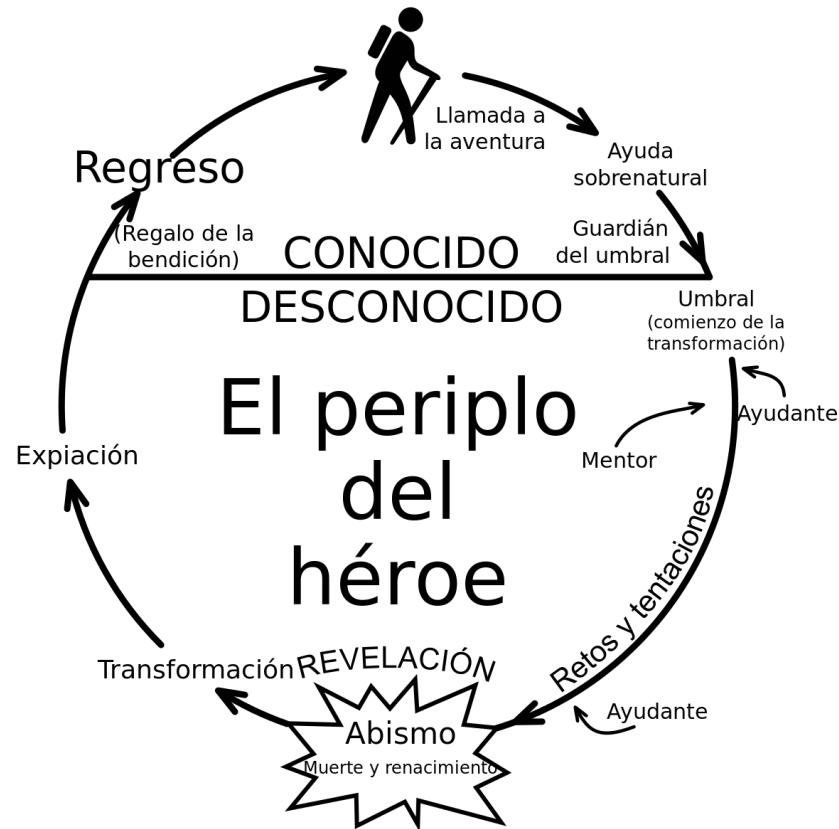 Llamada a
la aventura
Ayuda
sobrenatural
Regreso
(Regalo de la
bendición)
CONOCIDO
Guardián
del umbral
DESCONOCIDO
Umbral
(comienzo de la
transformación)
El periplo
del
héroe
Ayudante
Mentor
Expiación
Retos y tentaciones
Transformación
REVELACIÓN
Ayudante
Abismo
Muerte y renacimiento